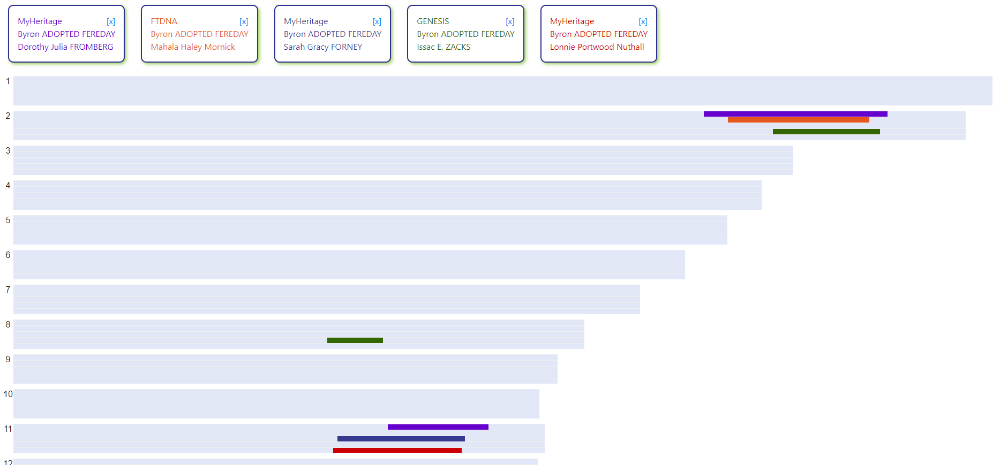 MyHeritage [x]
Byron ADOPTED FEREDAY
Dorothy Julia FROMBERG
FTDNA [x]
Byron ADOPTED FEREDAY
Mahala Haley Mornick
MyHeritage [x]
Byron ADOPTED FEREDAY
Sarah Gracy FORNEY
GENESIS [x]
Byron ADOPTED FEREDAY
Issac E. ZACKS
MyHeritage [x]
Byron ADOPTED FEREDAY
Lonnie Portwood Nuthall
1
2
3
4
5
6
7
8
9
10
11
12